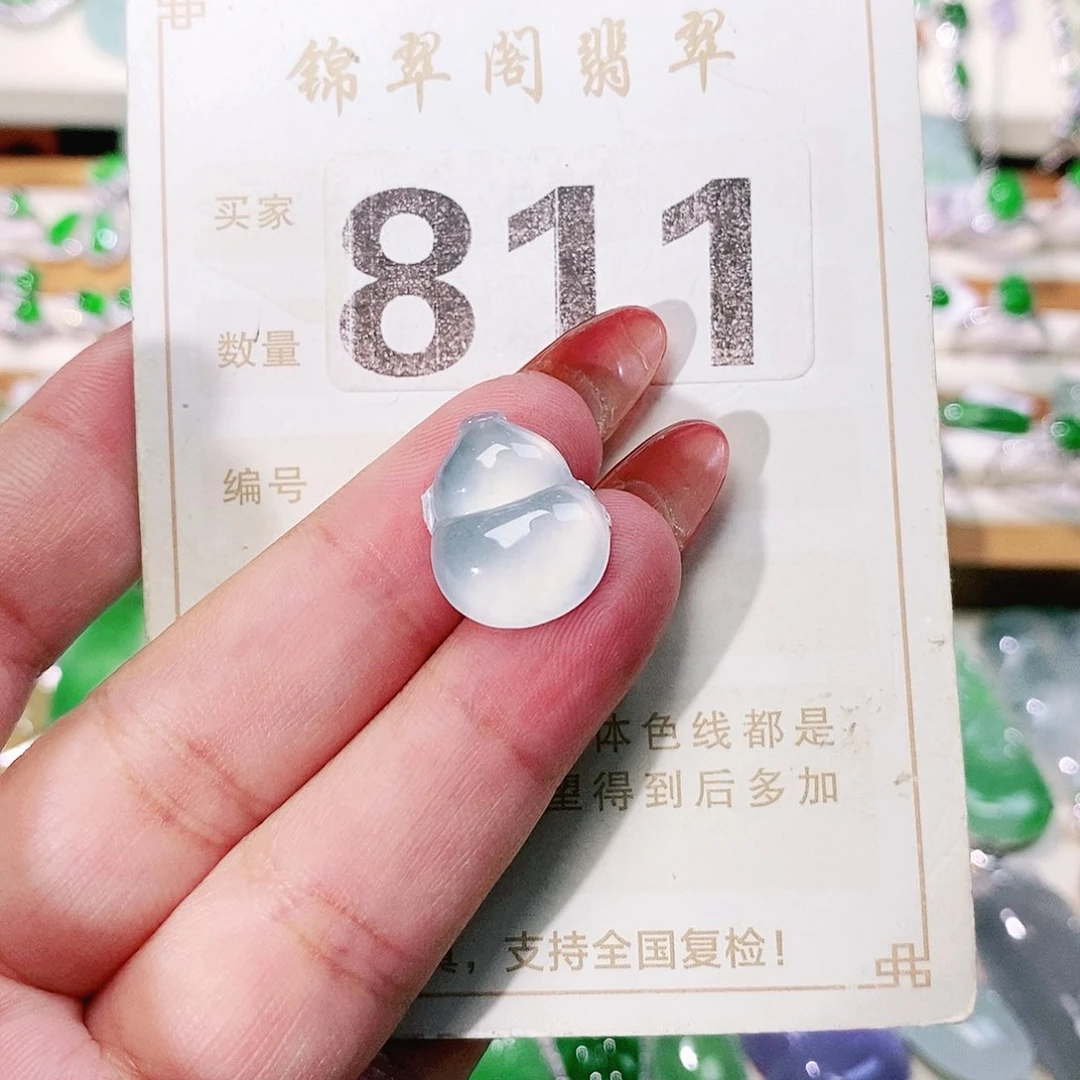 锦翠阁翡翠
买家
811
数量
编号
体色线都是
望得到后多加
，支持全国复检！